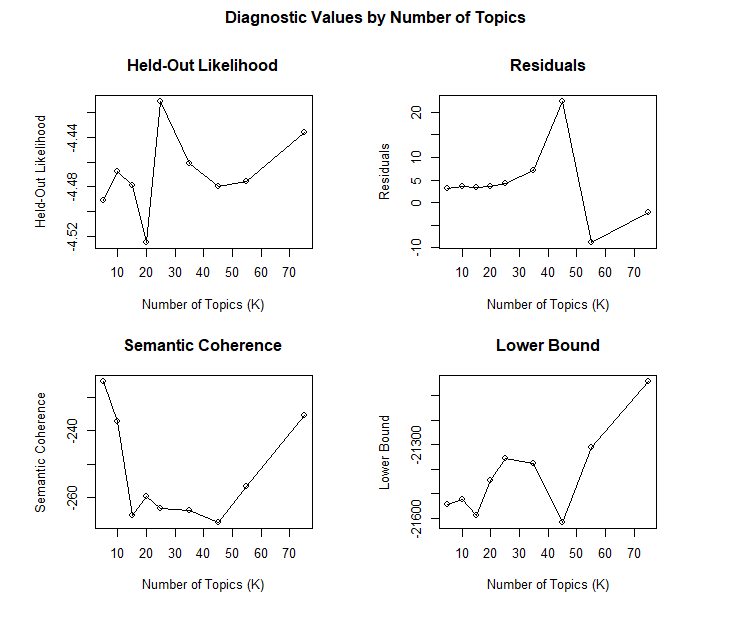 Diagnostic Values by Number of Topics
Held-Out Likelihood
Held-Out Likelihood
-4.44
-4.48
-4.52
10 20 30 40 50 60 70
Number of Topics (K)
Residuals
Residuals
20
10
5
0
-10
10 20 30 40 50 60 70
Number of Topics (K)
Semantic Coherence
Semantic Coherence
-240
-260
10 20 30 40 50 60 70
Number of Topics (K)
Lower Bound
Lower Bound
-21300
-21600
10 20 30 40 50 60 70
Number of Topics (K)